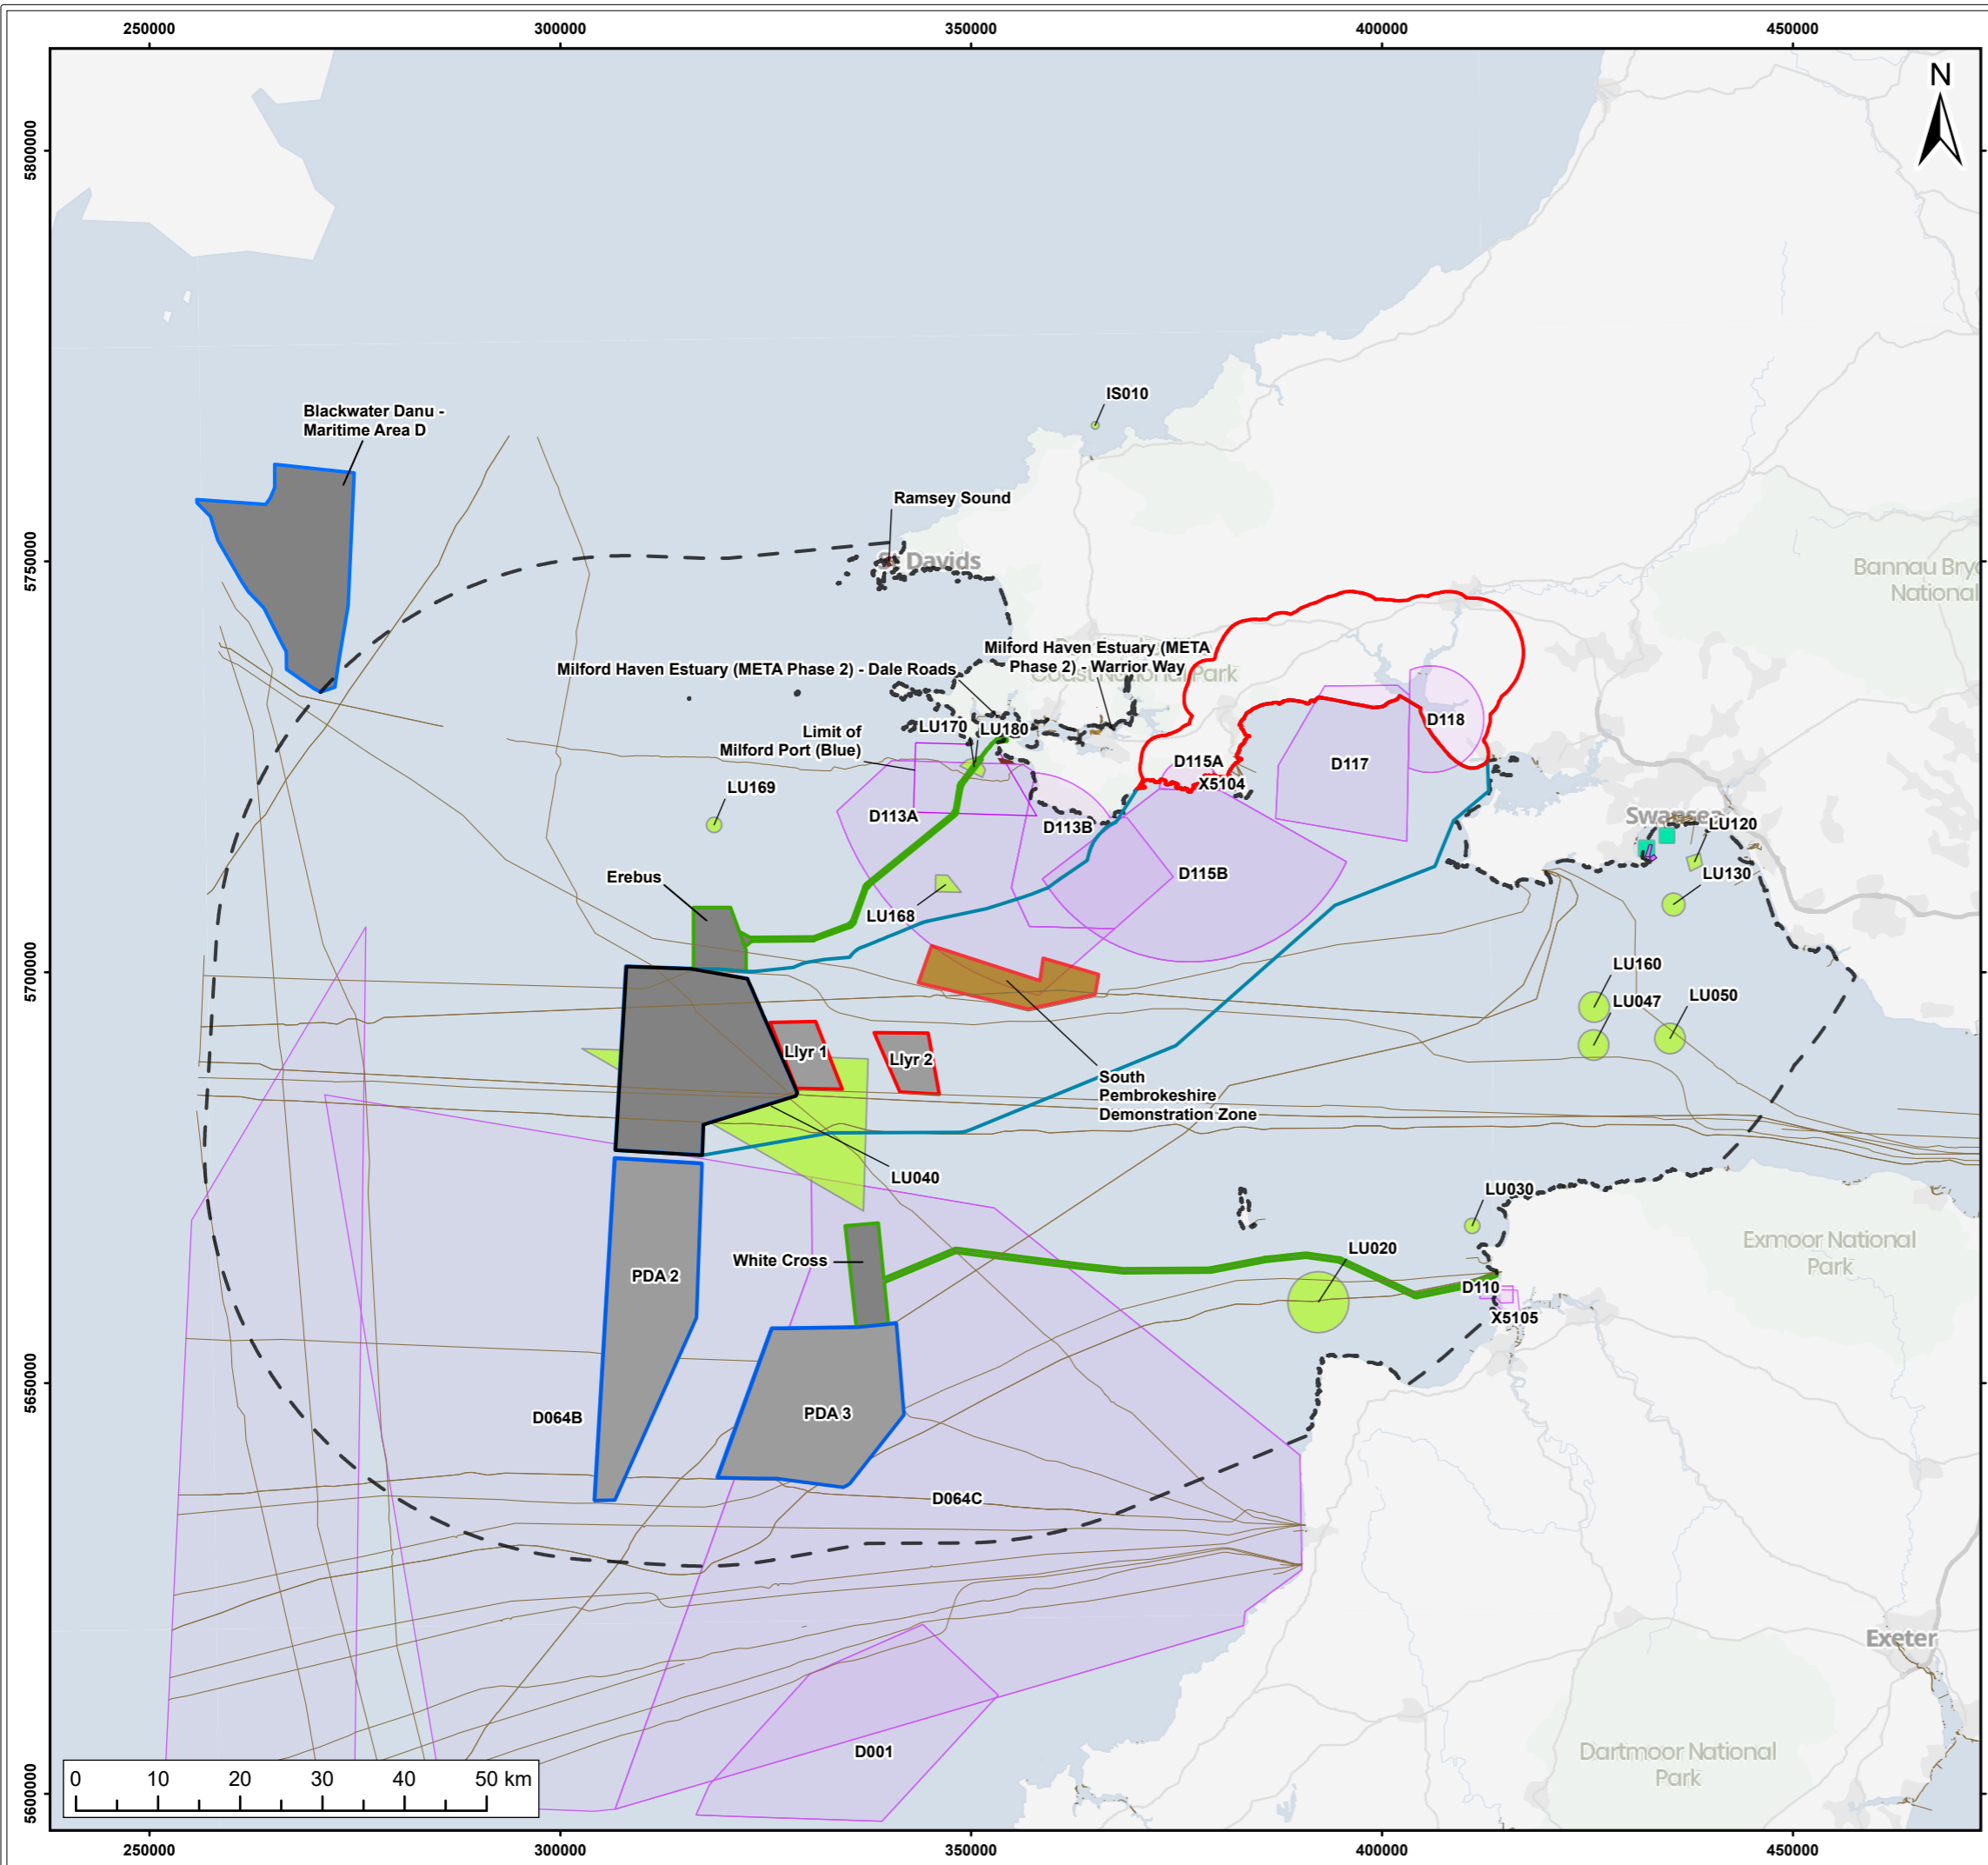 250000
300000
350000
400000
450000
N
5800000
IS010
Blackwater Danu -
Maritime Area D
Ramsey Sound
St Davids
5750000
Bannau Bryc
National
Milford Haven Estuary (META
Phase 2) - Warrior Way
Milford Haven Estuary (META Phase 2) - Dale Roads
Coast National Park
LU170
LU180
D118
Limit of
Milford Port (Blue)
D115A
D117
X5104
LU169
D113A
D113B
Swansea
LU120
D115B
LU130
Erebus
LU168
5700000
LU160
LU047
LU050
Llyr 1
Llyr 2
South
Pembrokeshire
Demonstration Zone
LU040
LU030
Exmoor National
Park
LU020
White Cross
PDA 2
D110
X5105
5650000
PDA 3
D064B
D064C
Exeter
D001
Dartmoor National
Park
0
10
20
30
40
50 km
5600000
250000
300000
350000
400000
450000